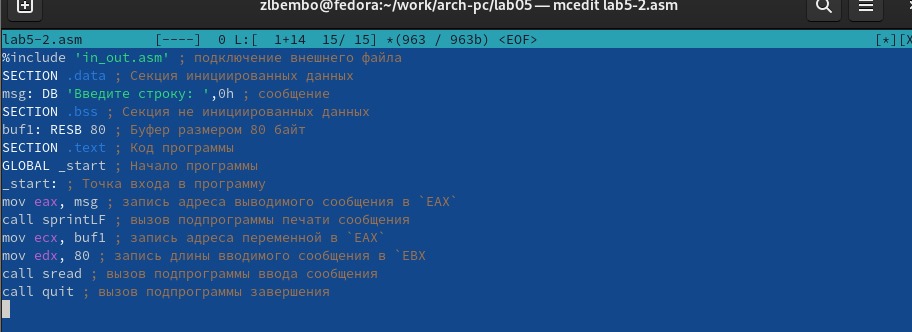 zlbembo@fedora:~/work/arch-pc/lab05 — mcedit lab5-2.asm
lab5-2.asm [----] 0 L:[ 1+14 15/ 15] *(963 / 963b) <EOF> [*][X
%include 'in_out.asm' ; подключение внешнего файла
SECTION .data ; Секция инициированных данных
msg: DB 'Введите строку: ',0h ; сообщение
SECTION .bss ; Секция не инициированных данных
buf1: RESB 80 ; Буфер размером 80 байт
SECTION .text ; Код программы
GLOBAL _start ; Начало программы
_start: ; Точка входа в программу
mov eax, msg ; запись адреса выводимого сообщения в `EAX`
call sprintLF ; вызов подпрограммы печати сообщения
mov ecx, buf1 ; запись адреса переменной в `EAX`
mov edx, 80 ; запись длины вводимого сообщения в `EBX
call sread ; вызов подпрограммы ввода сообщения
call quit ; вызов подпрограммы завершения